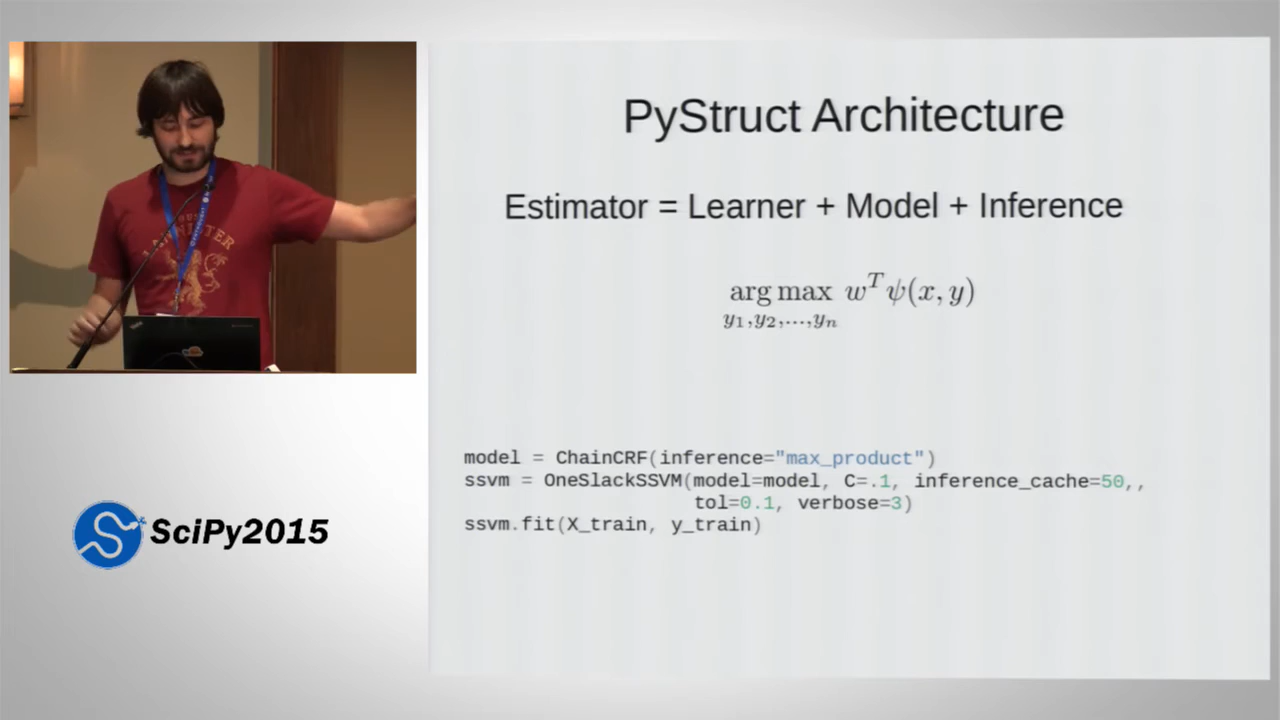 PyStruct Architecture
Estimator = Learner + Model + Inference
arg max w^T ψ(x, y)
y₁,y₂,...,yₙ
model = ChainCRF(inference="max_product")
ssvm = OneSlackSSVM(model=model, C=.1, inference_cache=50,,
tol=0.1, verbose=3)
ssvm.fit(X_train, y_train)
SciPy2015